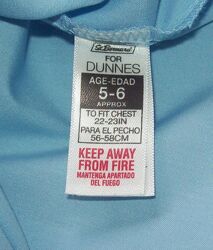 St. Bernard
FOR
DUNNES
AGE-EDAD
5-6
APPROX
TO FIT CHEST
22-23IN
PARA EL PECHO
56-58CM
KEEP AWAY
FROM FIRE
MANTENGA APARTADO
DEL FUEGO